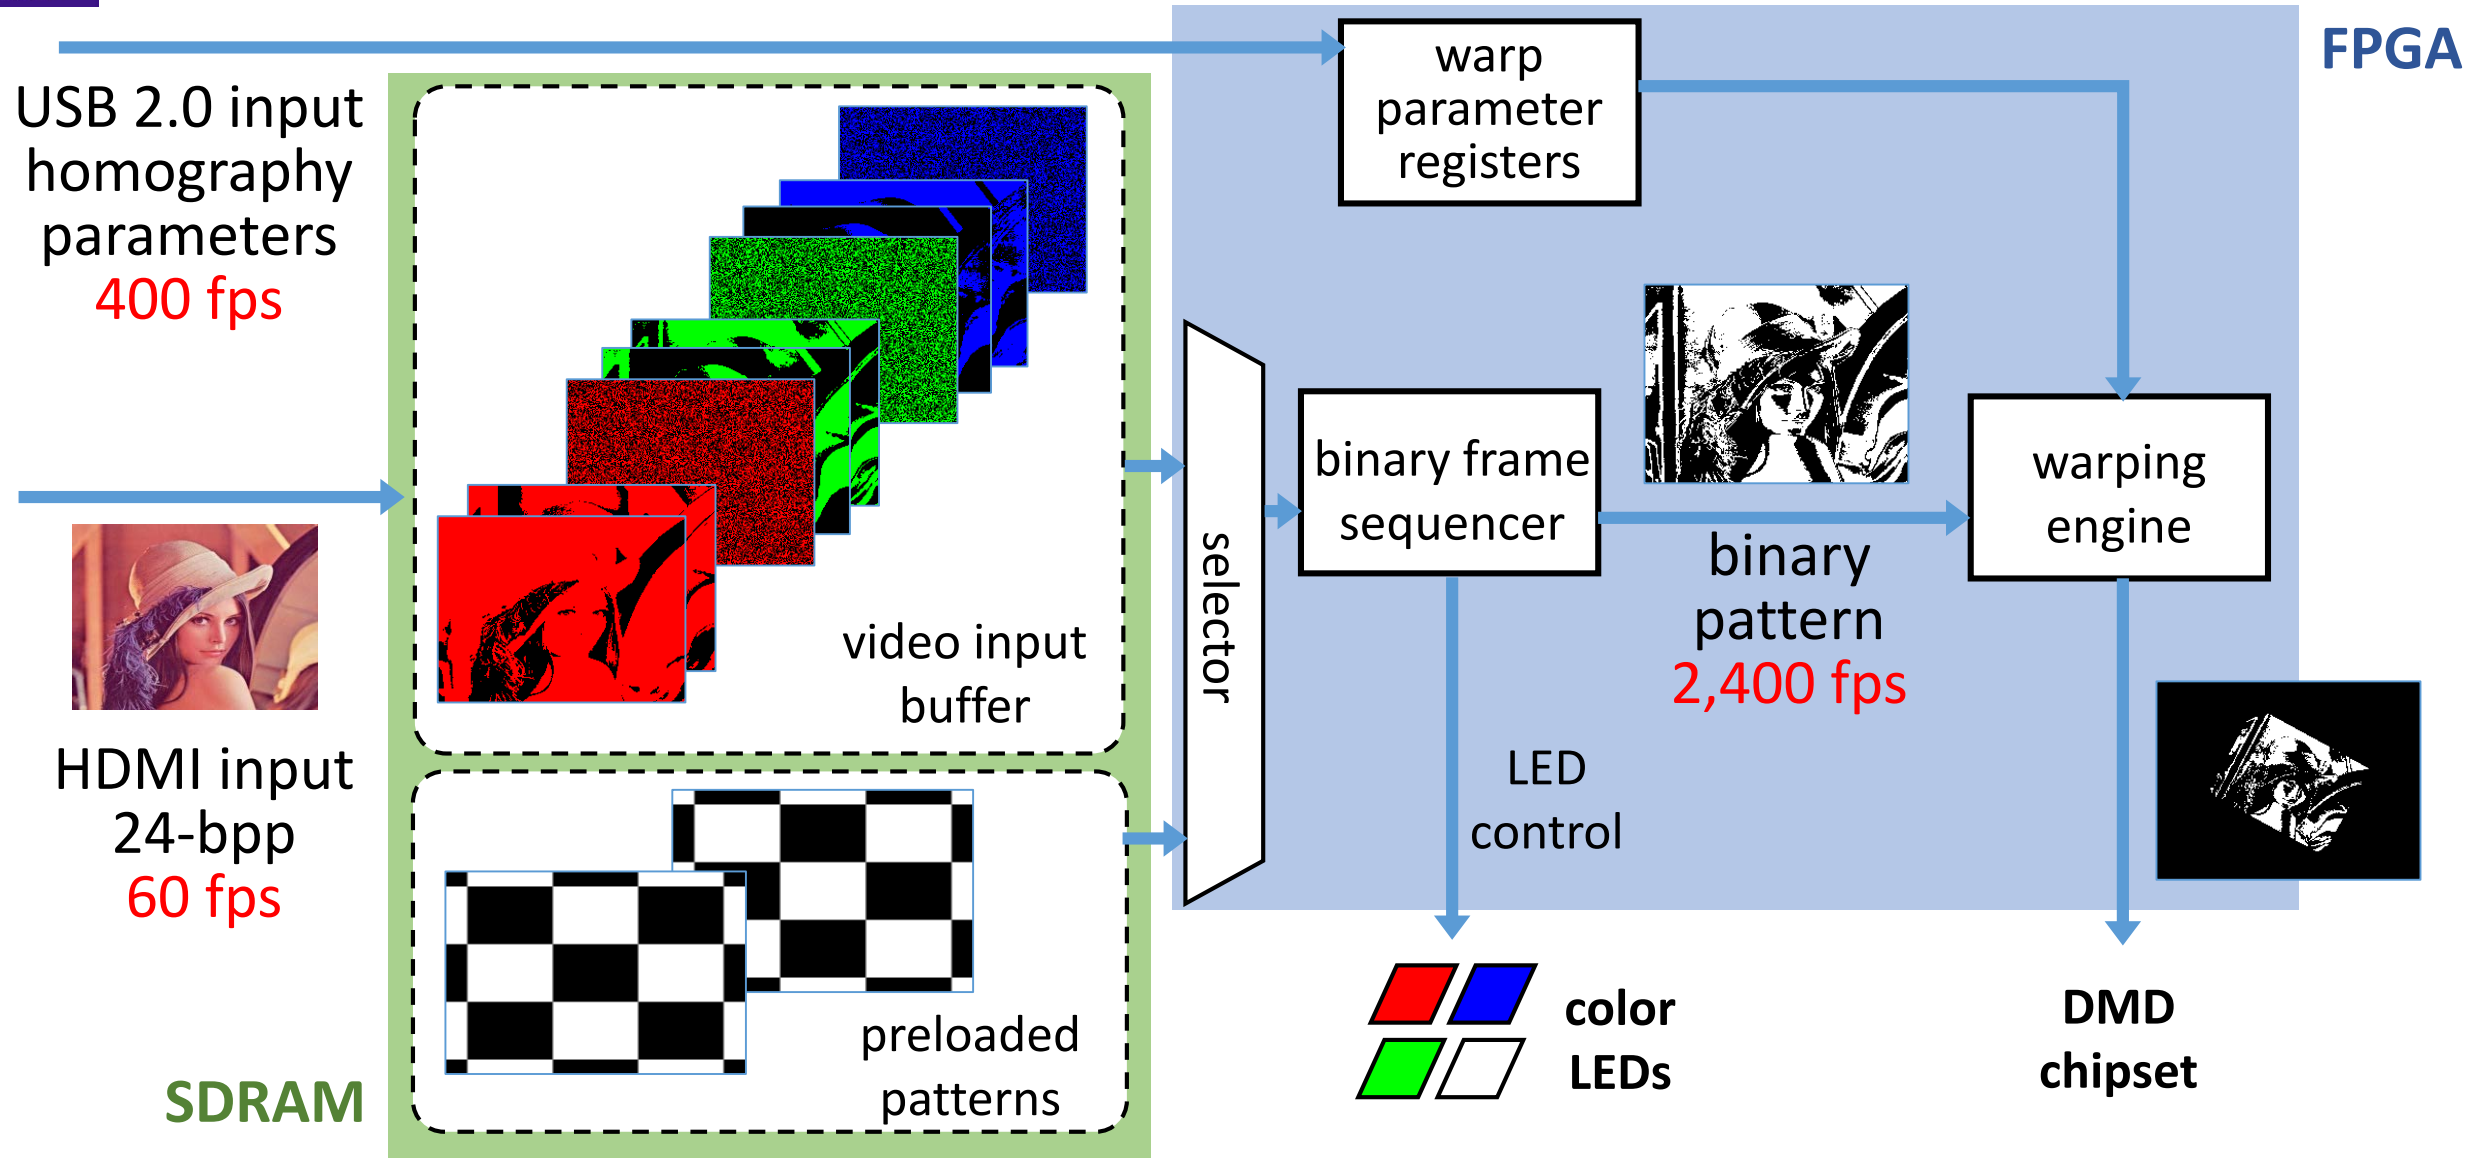 USB 2.0 input
homography
parameters
400 fps
HDMI input
24-bpp
60 fps
SDRAM
video input
buffer
preloaded
patterns
FPGA
warp
parameter
registers
selector
binary frame
sequencer
binary
pattern
2,400 fps
warping
engine
LED
control
color
LEDs
DMD
chipset